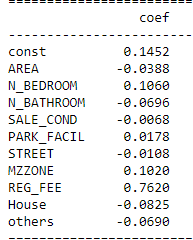 coef
const 0.1452
AREA -0.0388
N_BEDROOM 0.1060
N_BATHROOM -0.0696
SALE_COND -0.0068
PARK_FACIL 0.0178
STREET -0.0108
MZZONE 0.1020
REG_FEE 0.7620
House -0.0825
others -0.0690